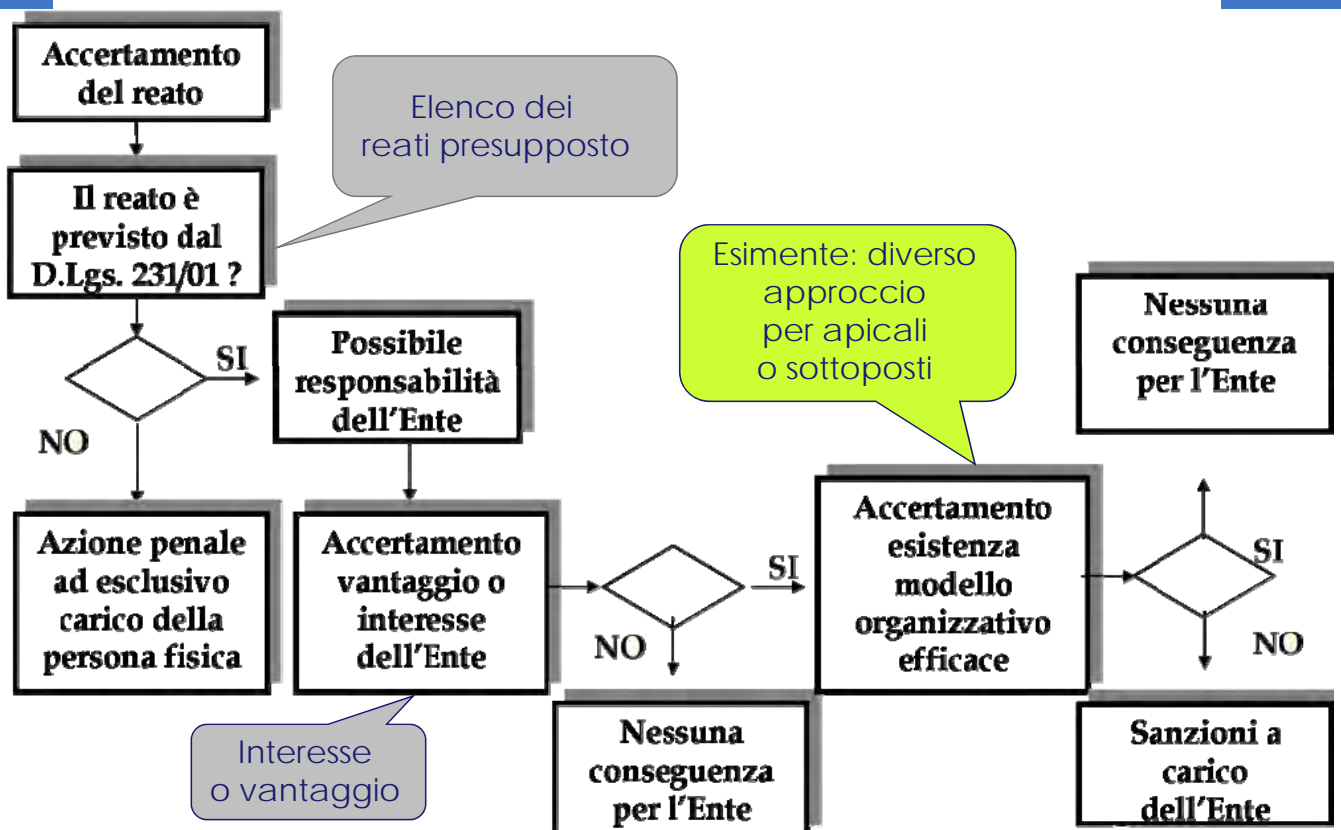 Accertamento
del reato
Elenco dei
reati presupposto
Il reato è
previsto dal
D.Lgs. 231/01 ?
SI
NO
Possibile
responsabilità
dell'Ente
Azione penale
ad esclusivo
carico della
persona fisica
Accertamento
vantaggio o
interesse
dell'Ente
Interesse
o vantaggio
SI
NO
Nessuna
conseguenza
per l'Ente
Esimente: diverso
approccio
per apicali
o sottoposti
Accertamento
esistenza
modello
organizzativo
efficace
SI
NO
Nessuna
conseguenza
per l'Ente
Sanzioni a
carico
dell'Ente